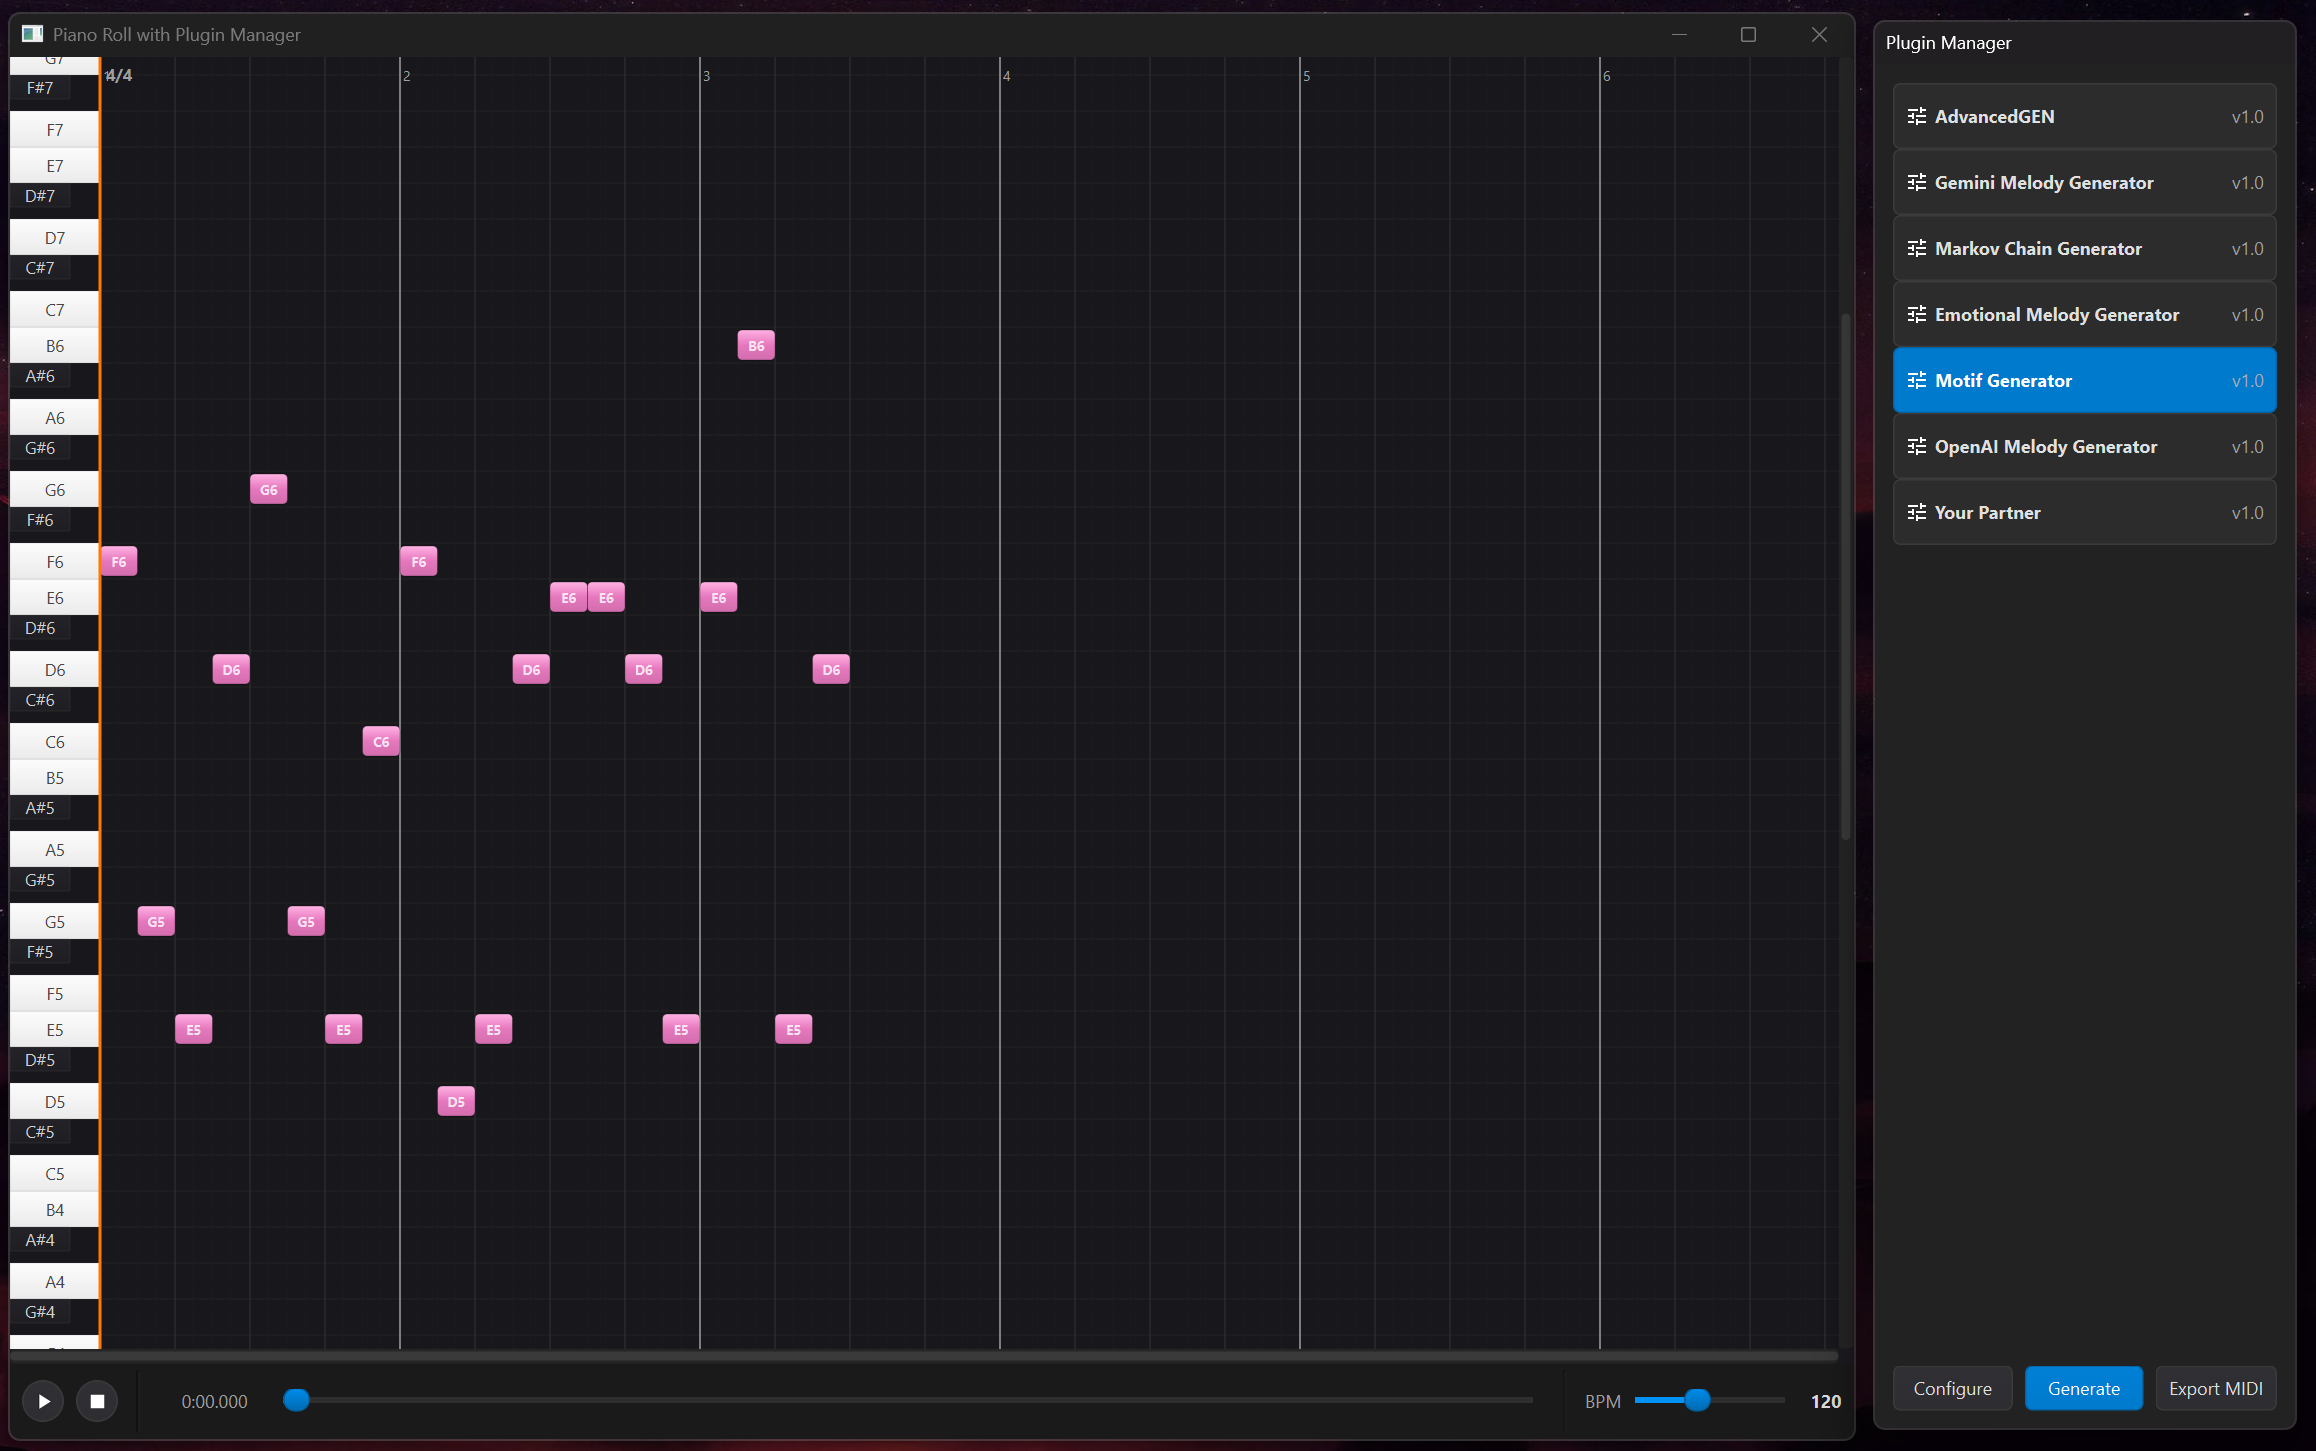 Piano Roll with Plugin Manager
4/4
2
3
4
5
6
G7
F#7
F7
E7
D#7
D7
C#7
C7
B6
A#6
A6
G#6
G6
F#6
F6
E6
D#6
D6
C#6
C6
B5
A#5
A5
G#5
G5
F#5
F5
E5
D#5
D5
C#5
C5
B4
A#4
A4
G#4
F6
G5
E5
D6
G6
G5
E5
C6
F6
D5
E5
D6
E6
E6
D6
E5
E6
B6
E5
D6
0:00.000
BPM
120
Plugin Manager
AdvancedGEN v1.0
Gemini Melody Generator v1.0
Markov Chain Generator v1.0
Emotional Melody Generator v1.0
Motif Generator v1.0
OpenAI Melody Generator v1.0
Your Partner v1.0
Configure
Generate
Export MIDI